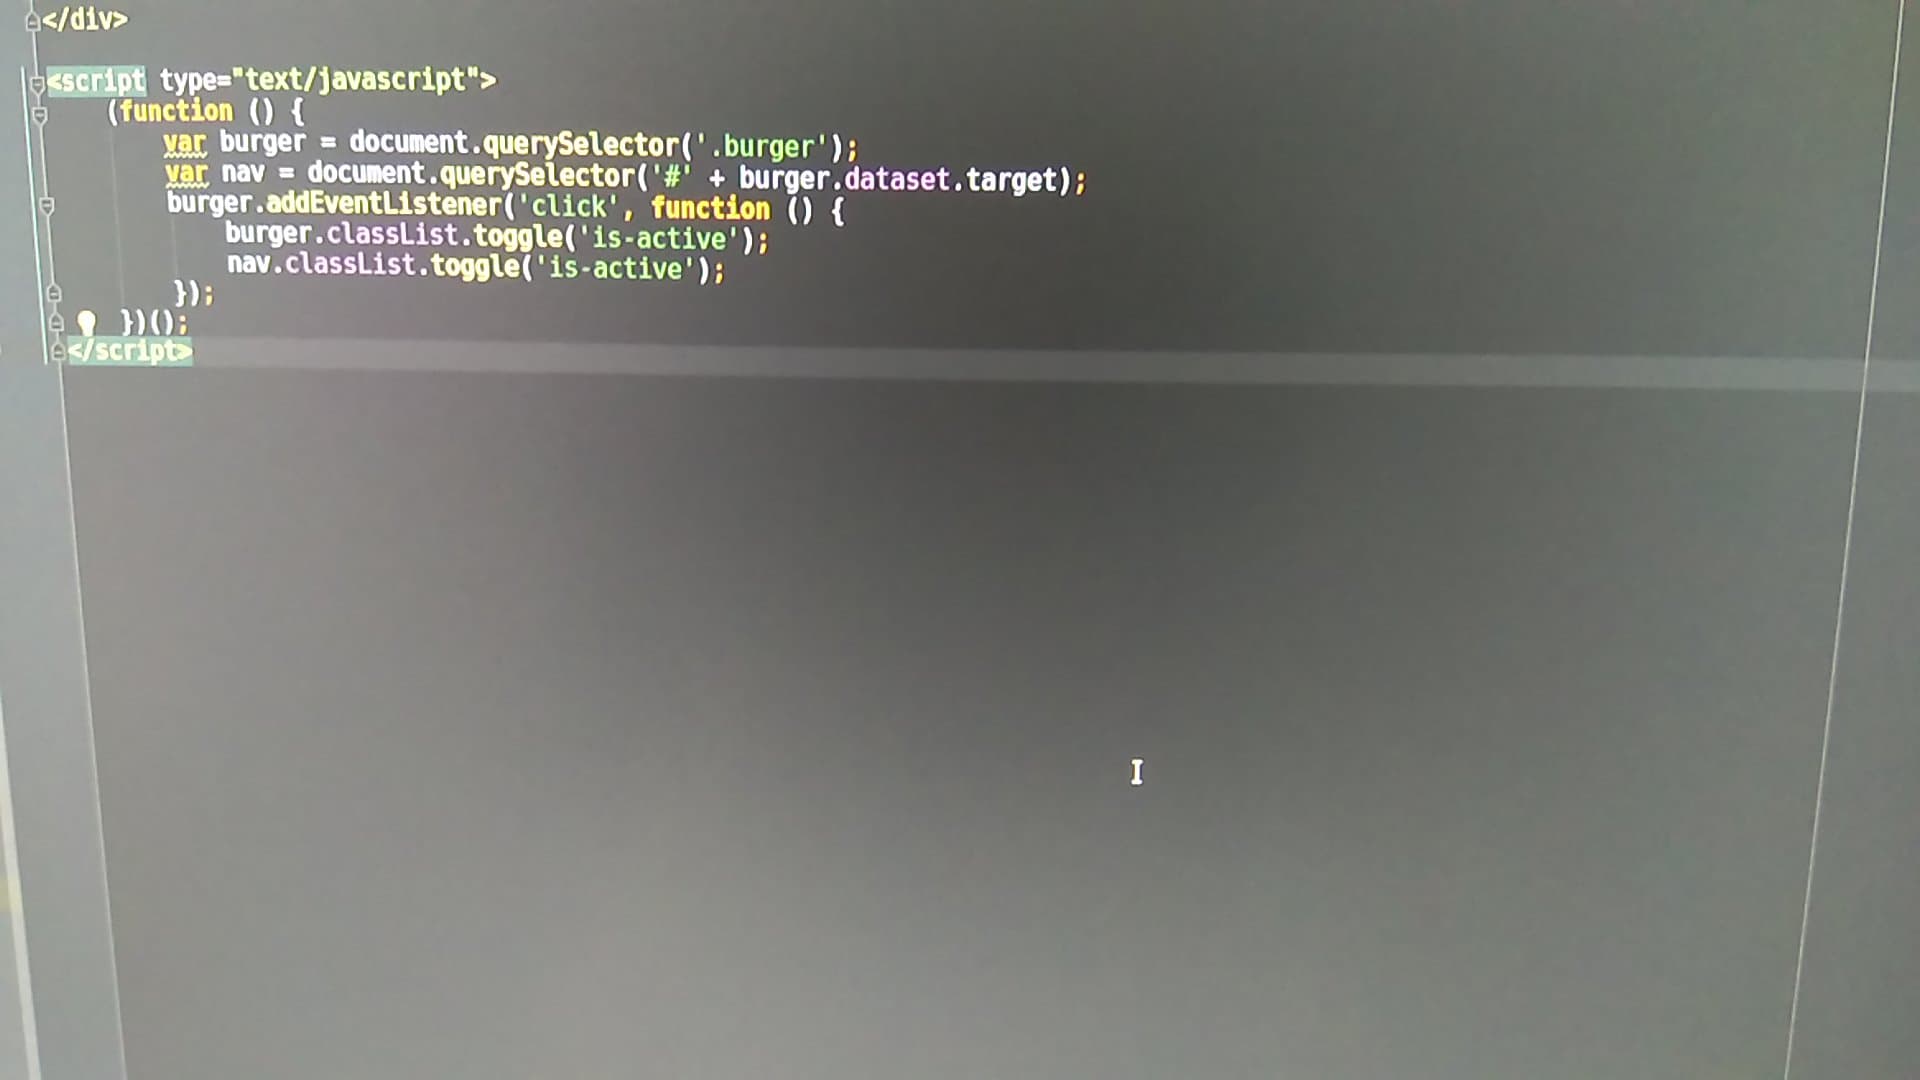 </div>
<script type="text/javascript">
(function () {
var burger = document.querySelector('.burger');
var nav = document.querySelector('#' + burger.dataset.target);
burger.addEventListener('click', function () {
burger.classList.toggle('is-active');
nav.classList.toggle('is-active');
});
})();
</script>